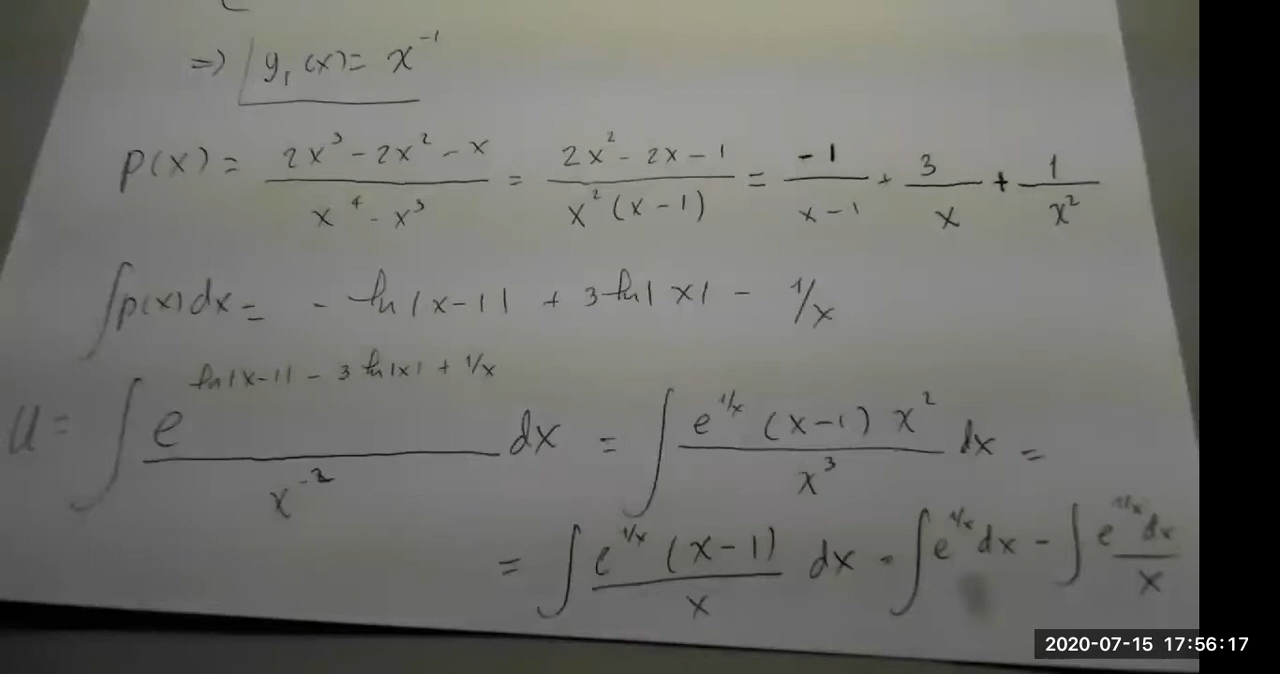 => y₁(x) = x⁻¹
p(x) = (2x³ - 2x² - x)/(x⁴ - x³) = (2x² - 2x - 1)/(x²(x-1)) = -1/(x-1) + 3/x + 1/x²
∫p(x)dx = - ln|x-1| + 3 ln|x| - 1/x
u = ∫ e^(ln|x-1| - 3 ln|x| + 1/x)/x⁻² dx = ∫ (e^(1/x) (x-1) x²)/x³ dx =
= ∫ (e^(1/x) (x-1))/x dx = ∫e^(1/x) dx - ∫ (e^(1/x) dx)/x
2020-07-15 17:56:17